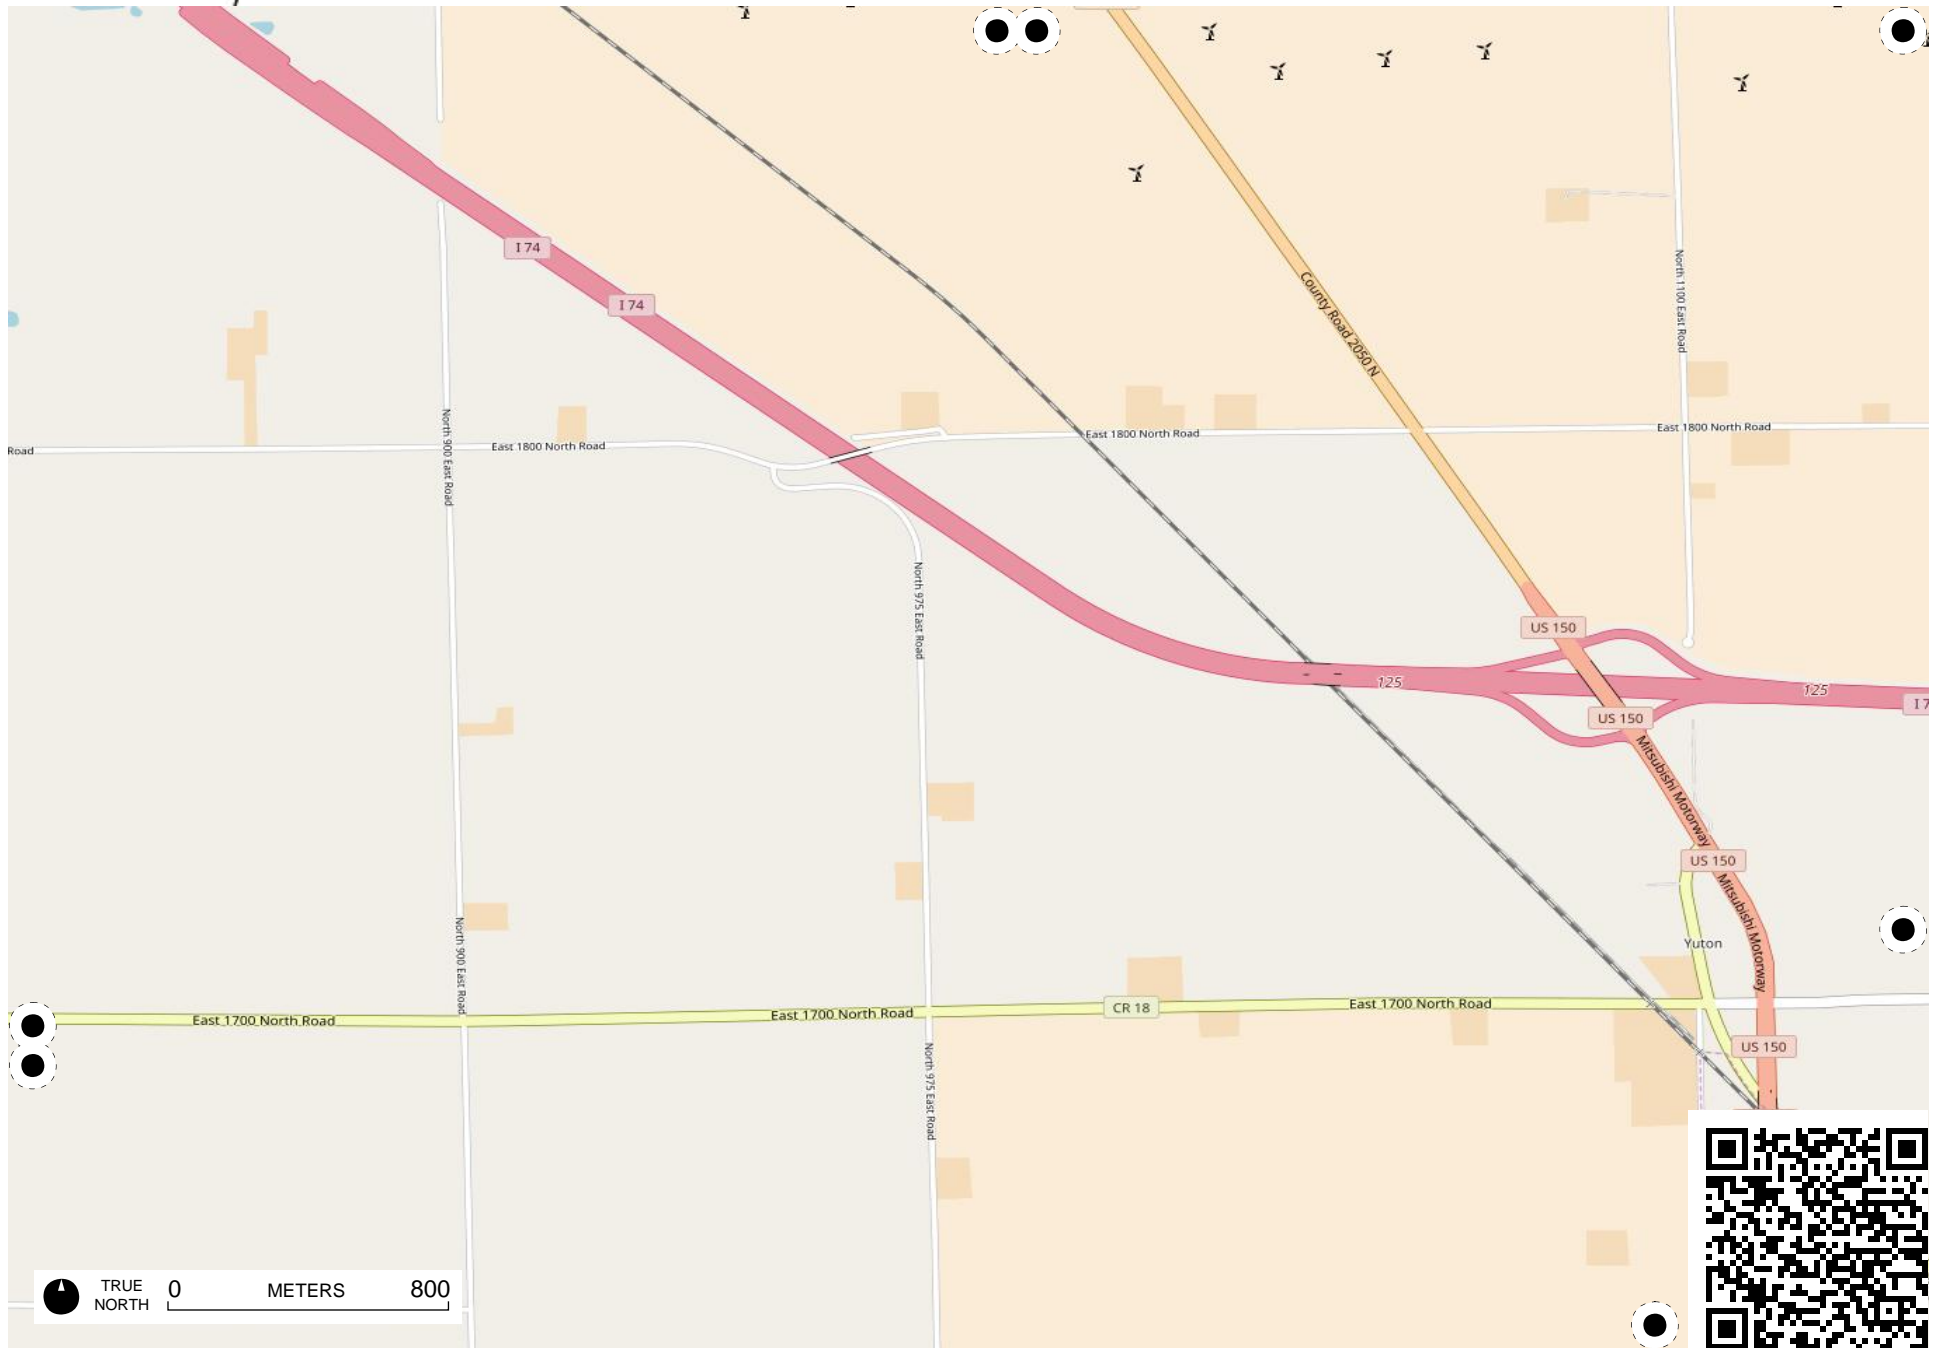 I 74
I 74
County Road 2050 N
North 1100 East Road
North 900 East Road
East 1800 North Road
East 1800 North Road
East 1800 North Road
Road
North 975 East Road
US 150
125
125
I 7
US 150
Mitsubishi Motorway
US 150
Mitsubishi Motorway
North 900 East Road
Yuton
East 1700 North Road
East 1700 North Road
CR 18
East 1700 North Road
US 150
North 975 East Road
TRUE NORTH
0 METERS 800